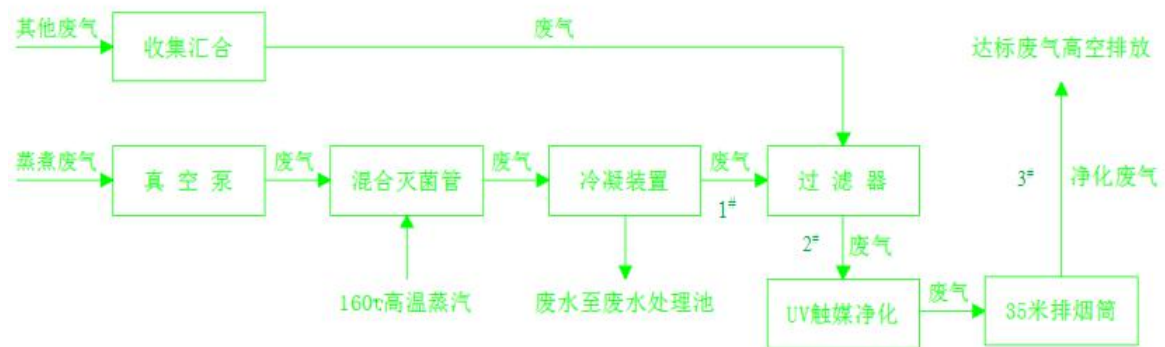 其他废气
收集汇合
废气
达标废气高空排放
蒸煮废气
真 空 泵
废气
混合灭菌管
废气
冷凝装置
废气
1#
过 滤 器
3#
净化废气
2#
废气
160℃高温蒸汽
废水至废水处理池
UV触媒净化
废气
35米排烟筒